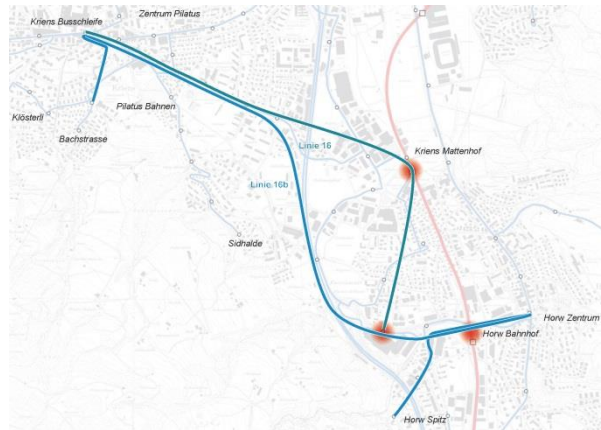 Zentrum Pilatus
Kriens Busschleife
Pilatus Bahnen
Klösterli
Bachstrasse
Linie 16
Kriens Mattenhof
Linie 16b
Sidhalde
Horw Zentrum
Horw Bahnhof
Horw Spitz